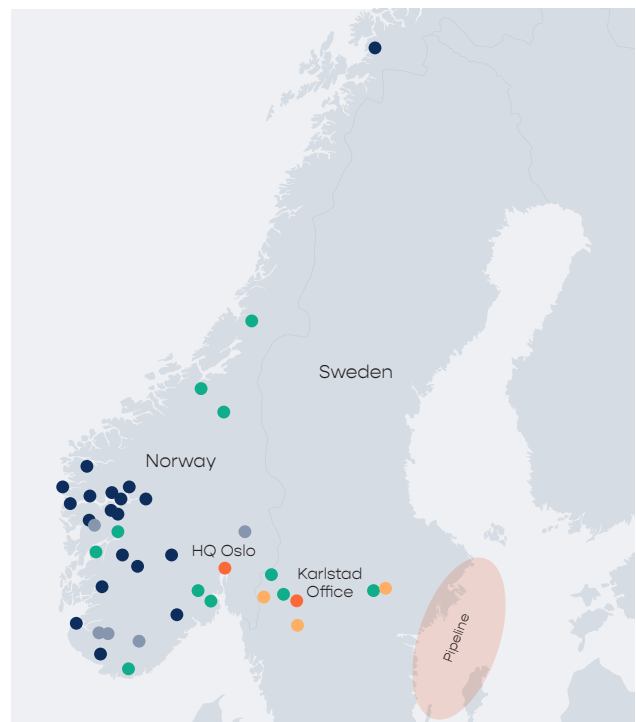 Sweden
Norway
HQ Oslo
Karlstad
Office
Pipeline